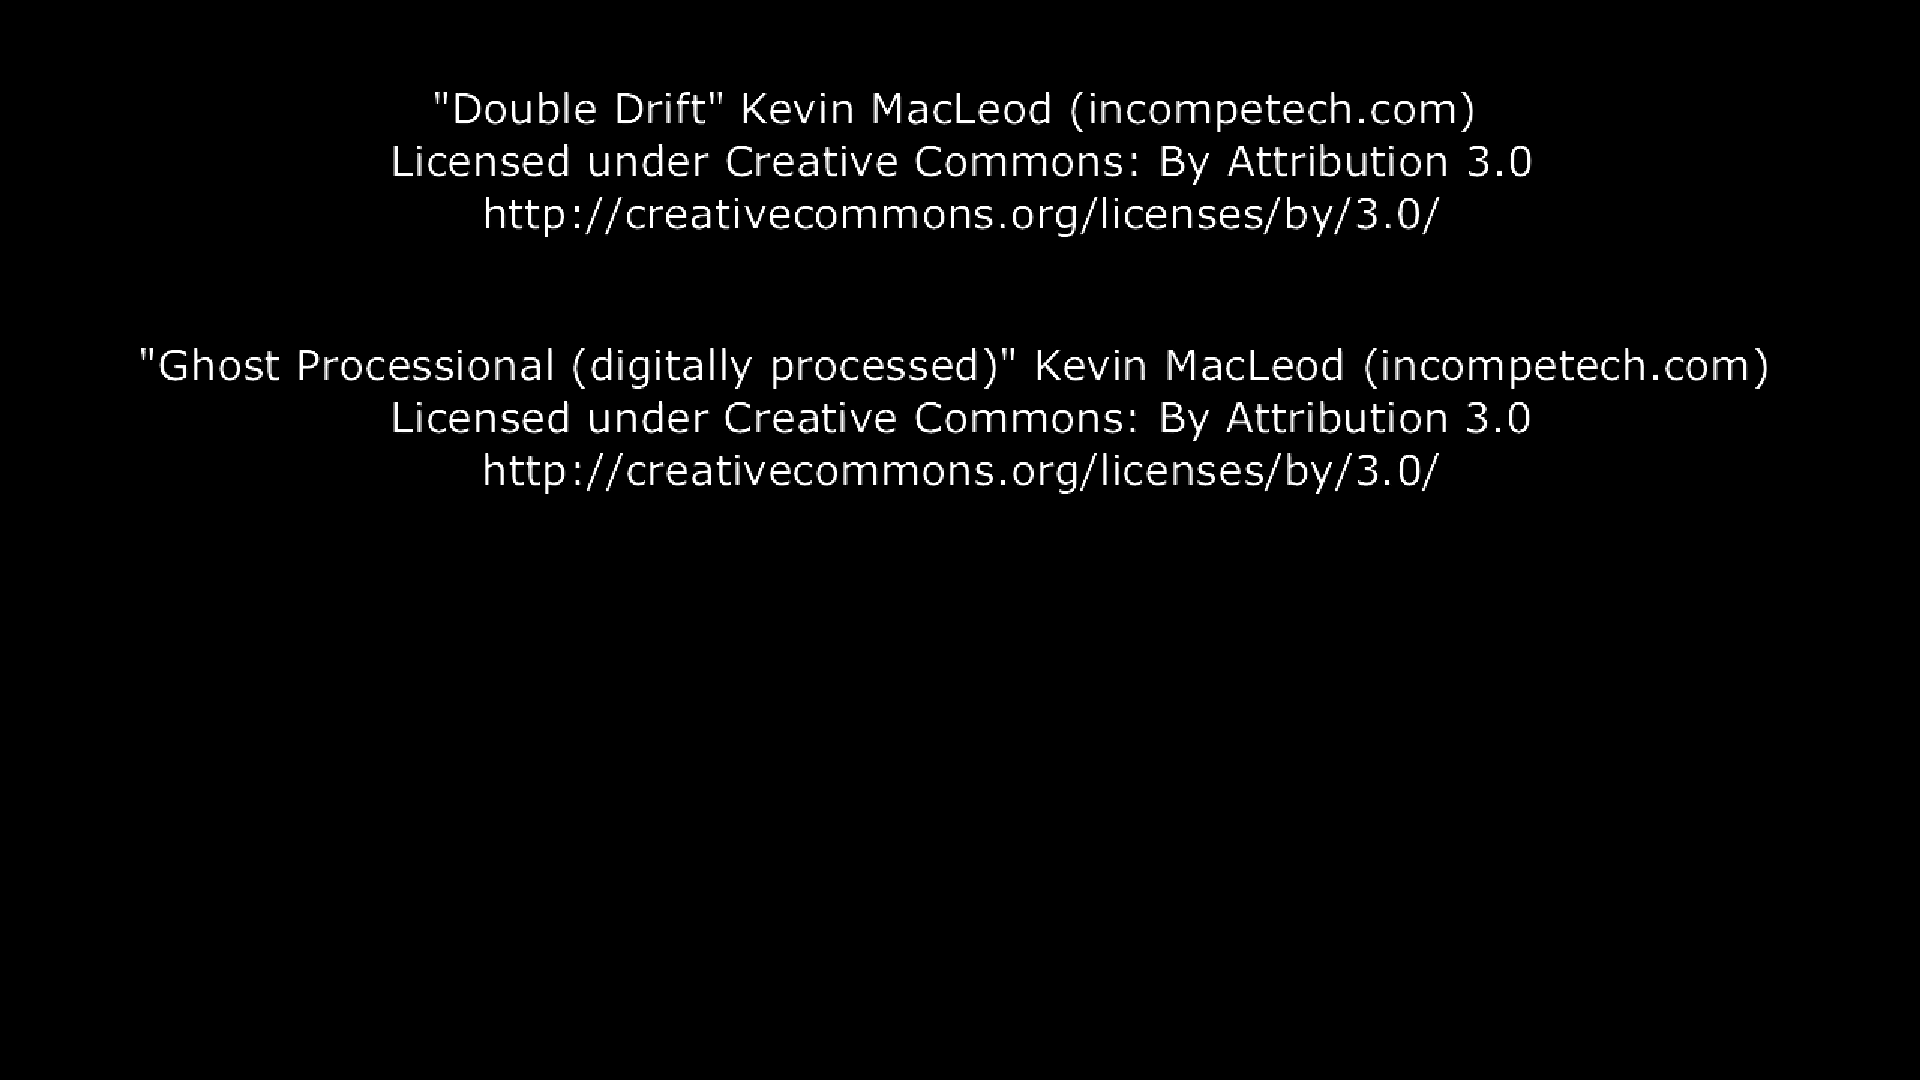 "Double Drift" Kevin MacLeod (incompetech.com)
Licensed under Creative Commons: By Attribution 3.0
http://creativecommons.org/licenses/by/3.0/
"Ghost Processional (digitally processed)" Kevin MacLeod (incompetech.com)
Licensed under Creative Commons: By Attribution 3.0
http://creativecommons.org/licenses/by/3.0/